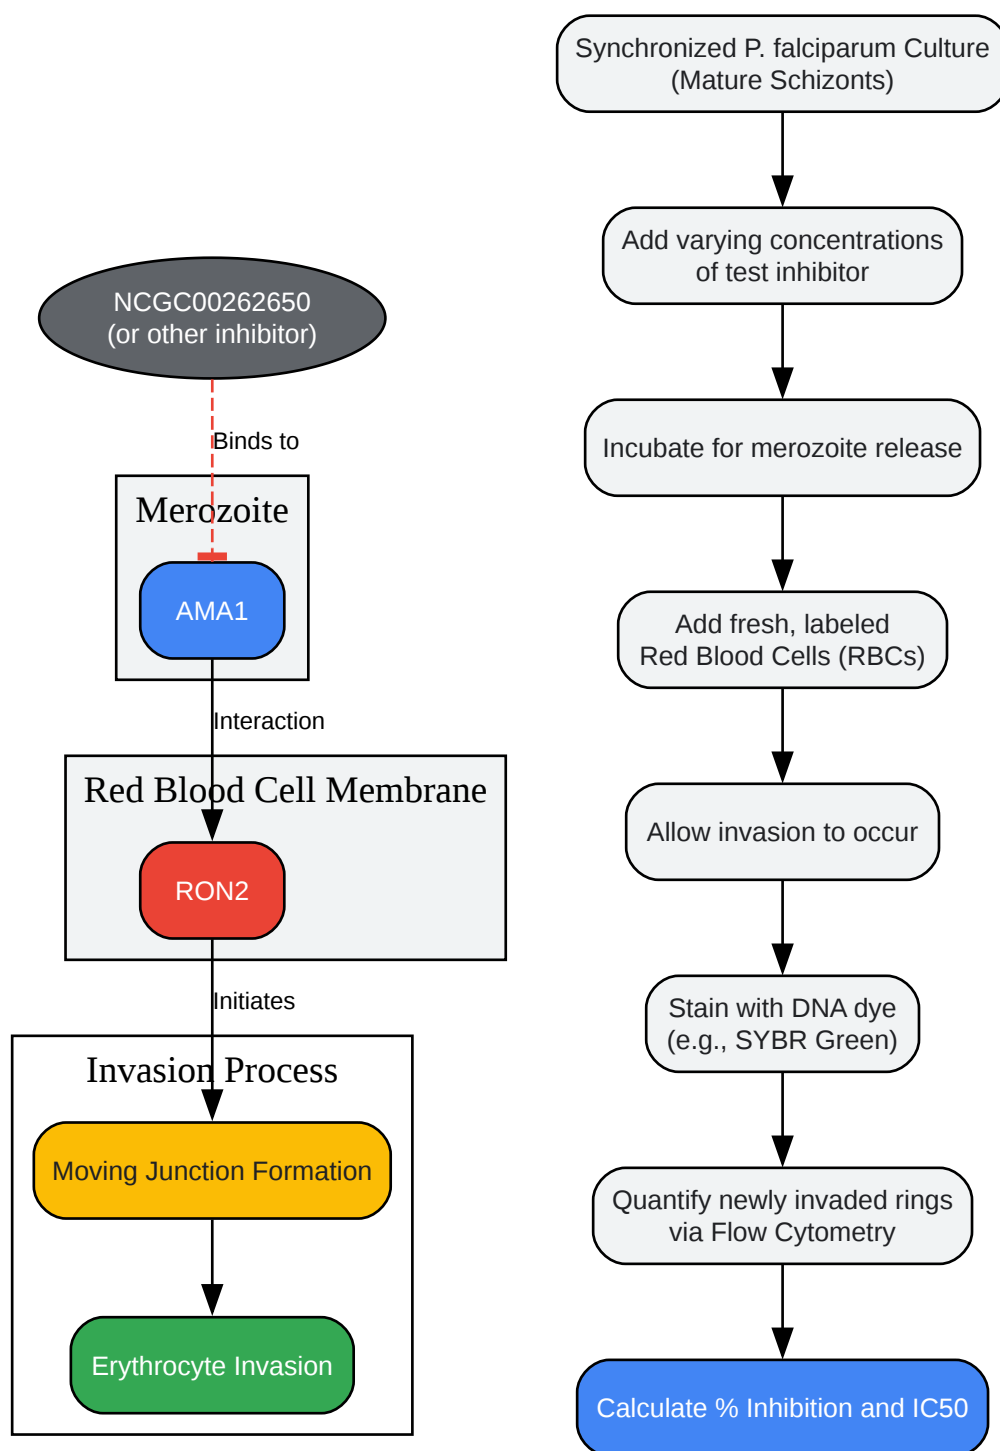 NCGC00262650
(or other inhibitor)
Binds to
Merozoite
AMA1
Interaction
Red Blood Cell Membrane
RON2
Initiates
Invasion Process
Moving Junction Formation
Erythrocyte Invasion
Synchronized P. falciparum Culture
(Mature Schizonts)
Add varying concentrations
of test inhibitor
Incubate for merozoite release
Add fresh, labeled
Red Blood Cells (RBCs)
Allow invasion to occur
Stain with DNA dye
(e.g., SYBR Green)
Quantify newly invaded rings
via Flow Cytometry
Calculate % Inhibition and IC50